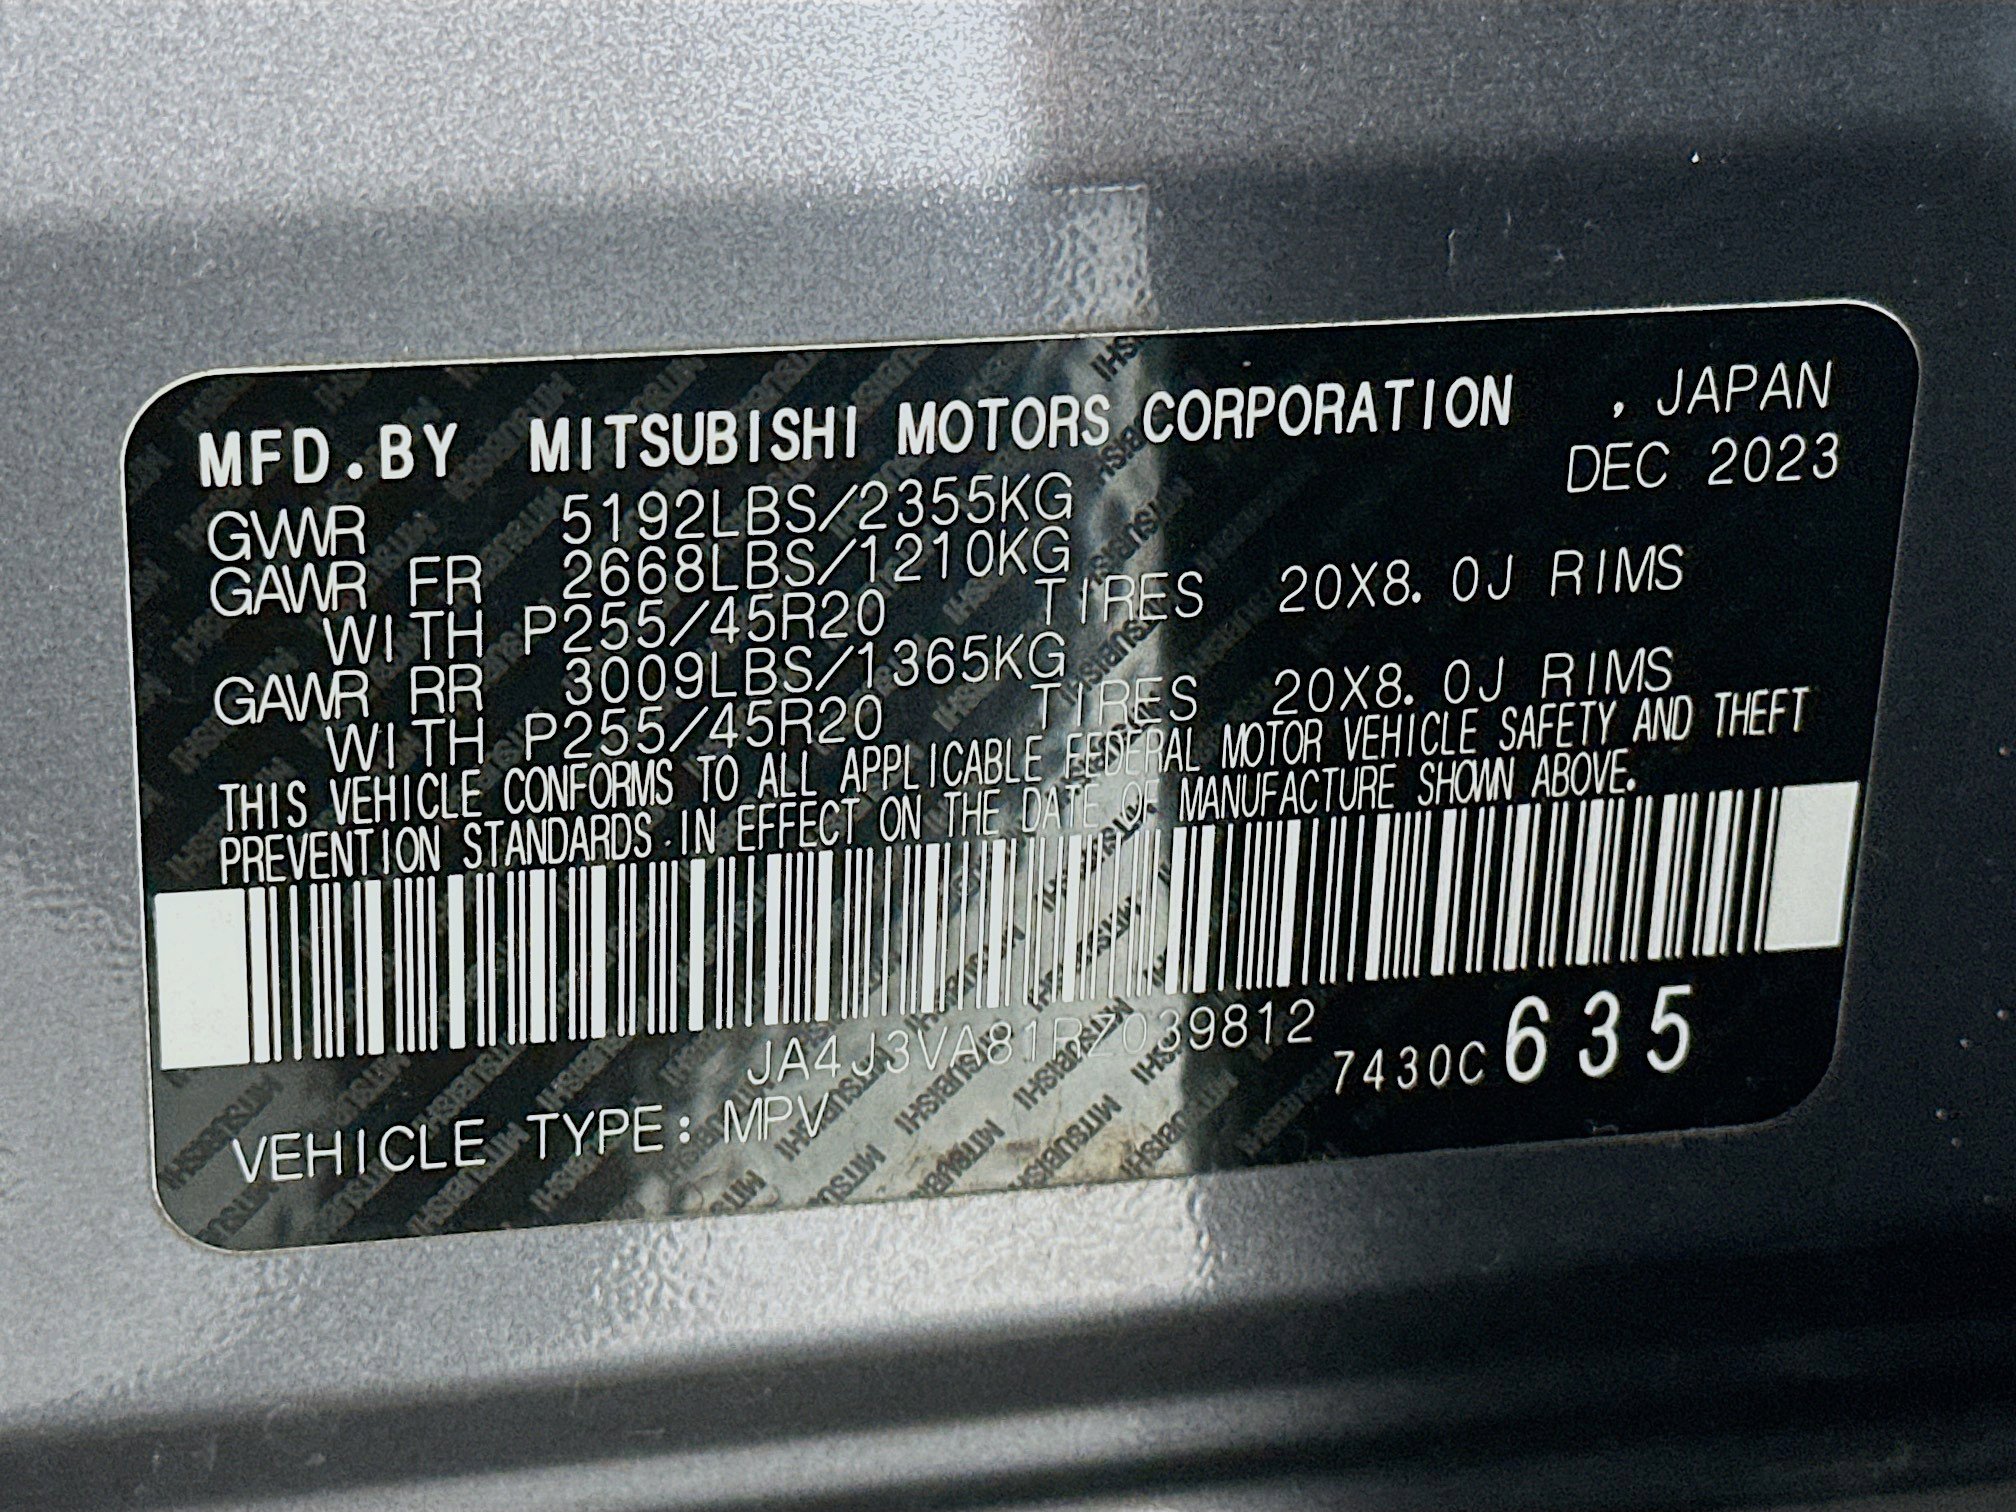 MFD.BY MITSUBISHI MOTORS CORPORATION , JAPAN
DEC 2023
GVWR 5192LBS/2355KG
GAWR FR 2668LBS/1210KG
WITH P255/45R20 TIRES 20X8.0J RIMS
GAWR RR 3009LBS/1365KG
WITH P255/45R20 TIRES 20X8.0J RIMS
THIS VEHICLE CONFORMS TO ALL APPLICABLE FEDERAL MOTOR VEHICLE SAFETY AND THEFT
PREVENTION STANDARDS IN EFFECT ON THE DATE OF MANUFACTURE SHOWN ABOVE.
JA4J3VA81RZ039812
7430C 635
VEHICLE TYPE: MPV